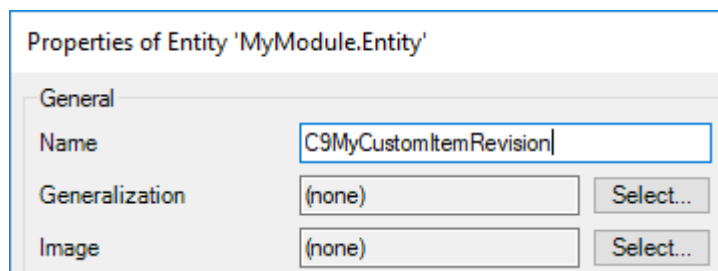 Properties of Entity 'MyModule.Entity'
General
Name C9MyCustomItemRevision
Generalization (none) Select...
Image (none) Select...